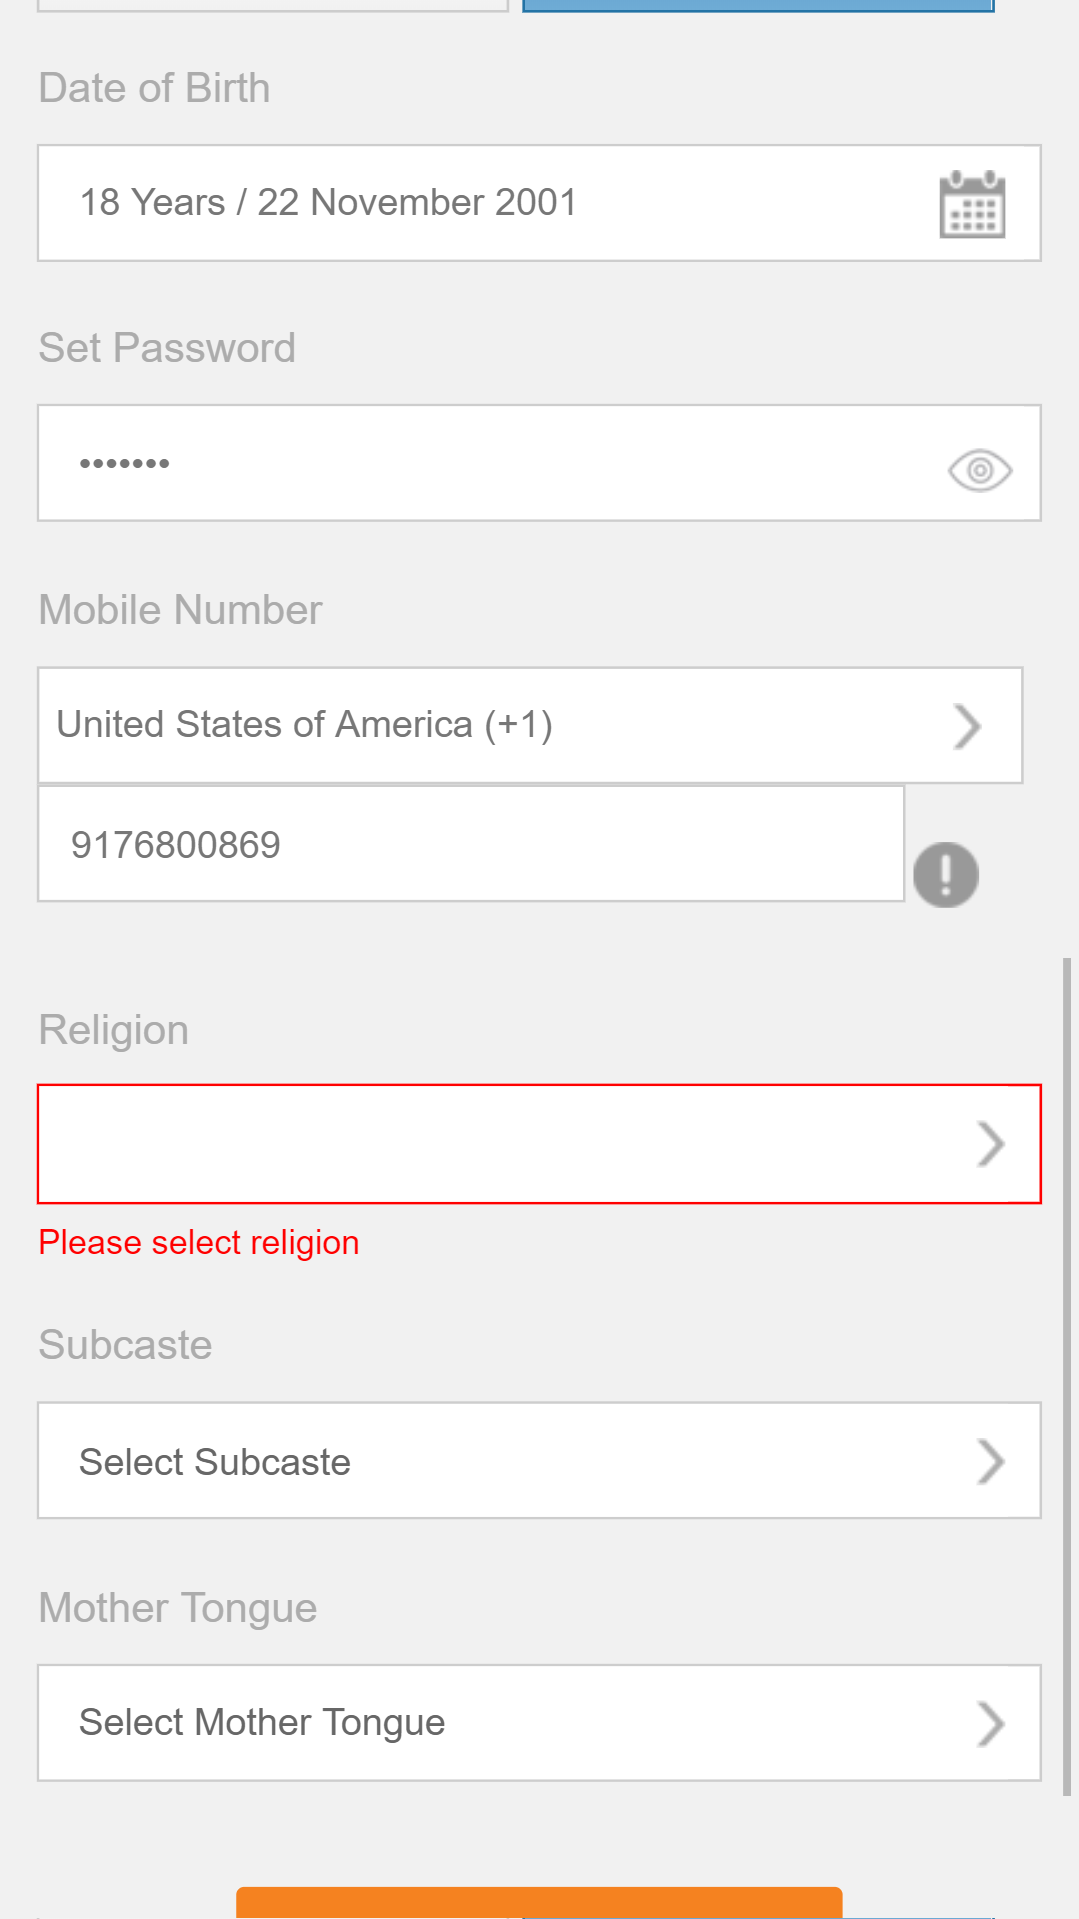 Date of Birth
18 Years / 22 November 2001
Set Password
•••••••
Mobile Number
United States of America (+1)
9176800869
Religion
Please select religion
Subcaste
Select Subcaste
Mother Tongue
Select Mother Tongue